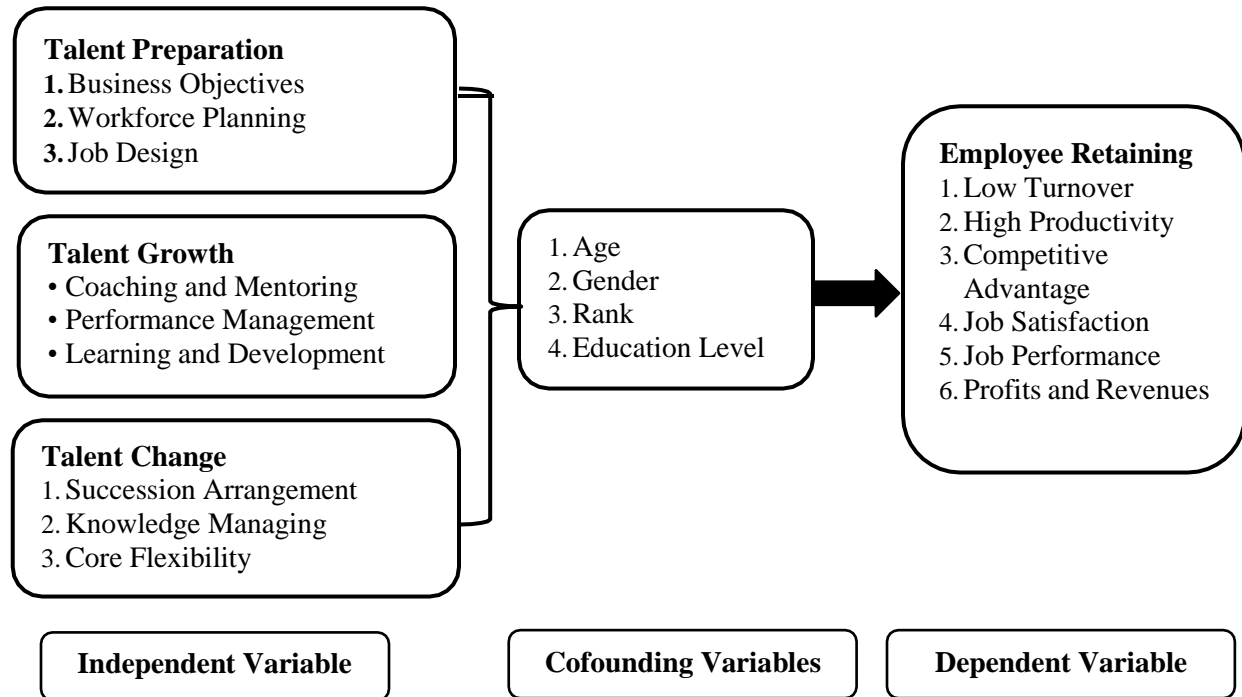 Talent Preparation
1. Business Objectives
2. Workforce Planning
3. Job Design
Talent Growth
• Coaching and Mentoring
• Performance Management
• Learning and Development
Talent Change
1. Succession Arrangement
2. Knowledge Managing
3. Core Flexibility
1. Age
2. Gender
3. Rank
4. Education Level
Employee Retaining
1. Low Turnover
2. High Productivity
3. Competitive
Advantage
4. Job Satisfaction
5. Job Performance
6. Profits and Revenues
Independent Variable
Cofounding Variables
Dependent Variable